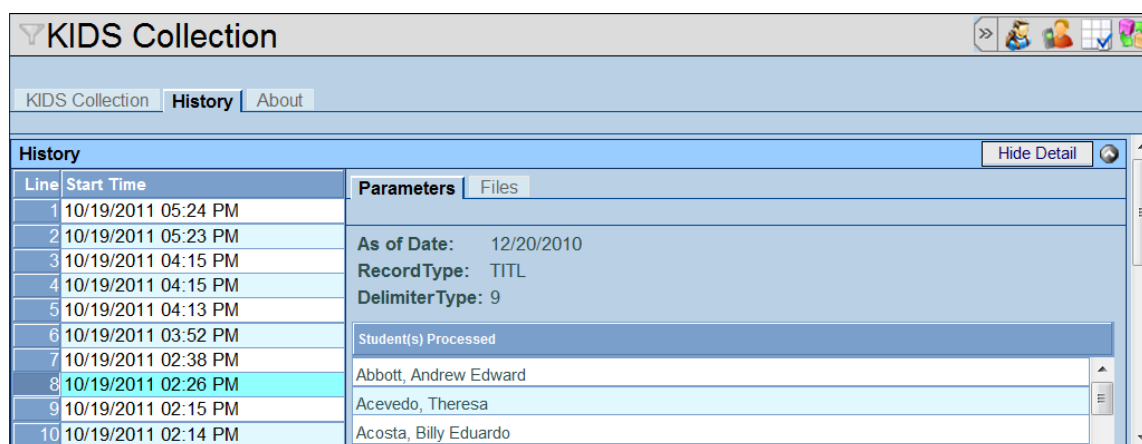 KIDS Collection
KIDS Collection History About
History Hide Detail
Line Start Time
1 10/19/2011 05:24 PM
2 10/19/2011 05:23 PM
3 10/19/2011 04:15 PM
4 10/19/2011 04:15 PM
5 10/19/2011 04:13 PM
6 10/19/2011 03:52 PM
7 10/19/2011 02:38 PM
8 10/19/2011 02:26 PM
9 10/19/2011 02:15 PM
10 10/19/2011 02:14 PM
Parameters Files
As of Date: 12/20/2010
RecordType: TITL
DelimiterType: 9
Student(s) Processed
Abbott, Andrew Edward
Acevedo, Theresa
Acosta, Billy Eduardo